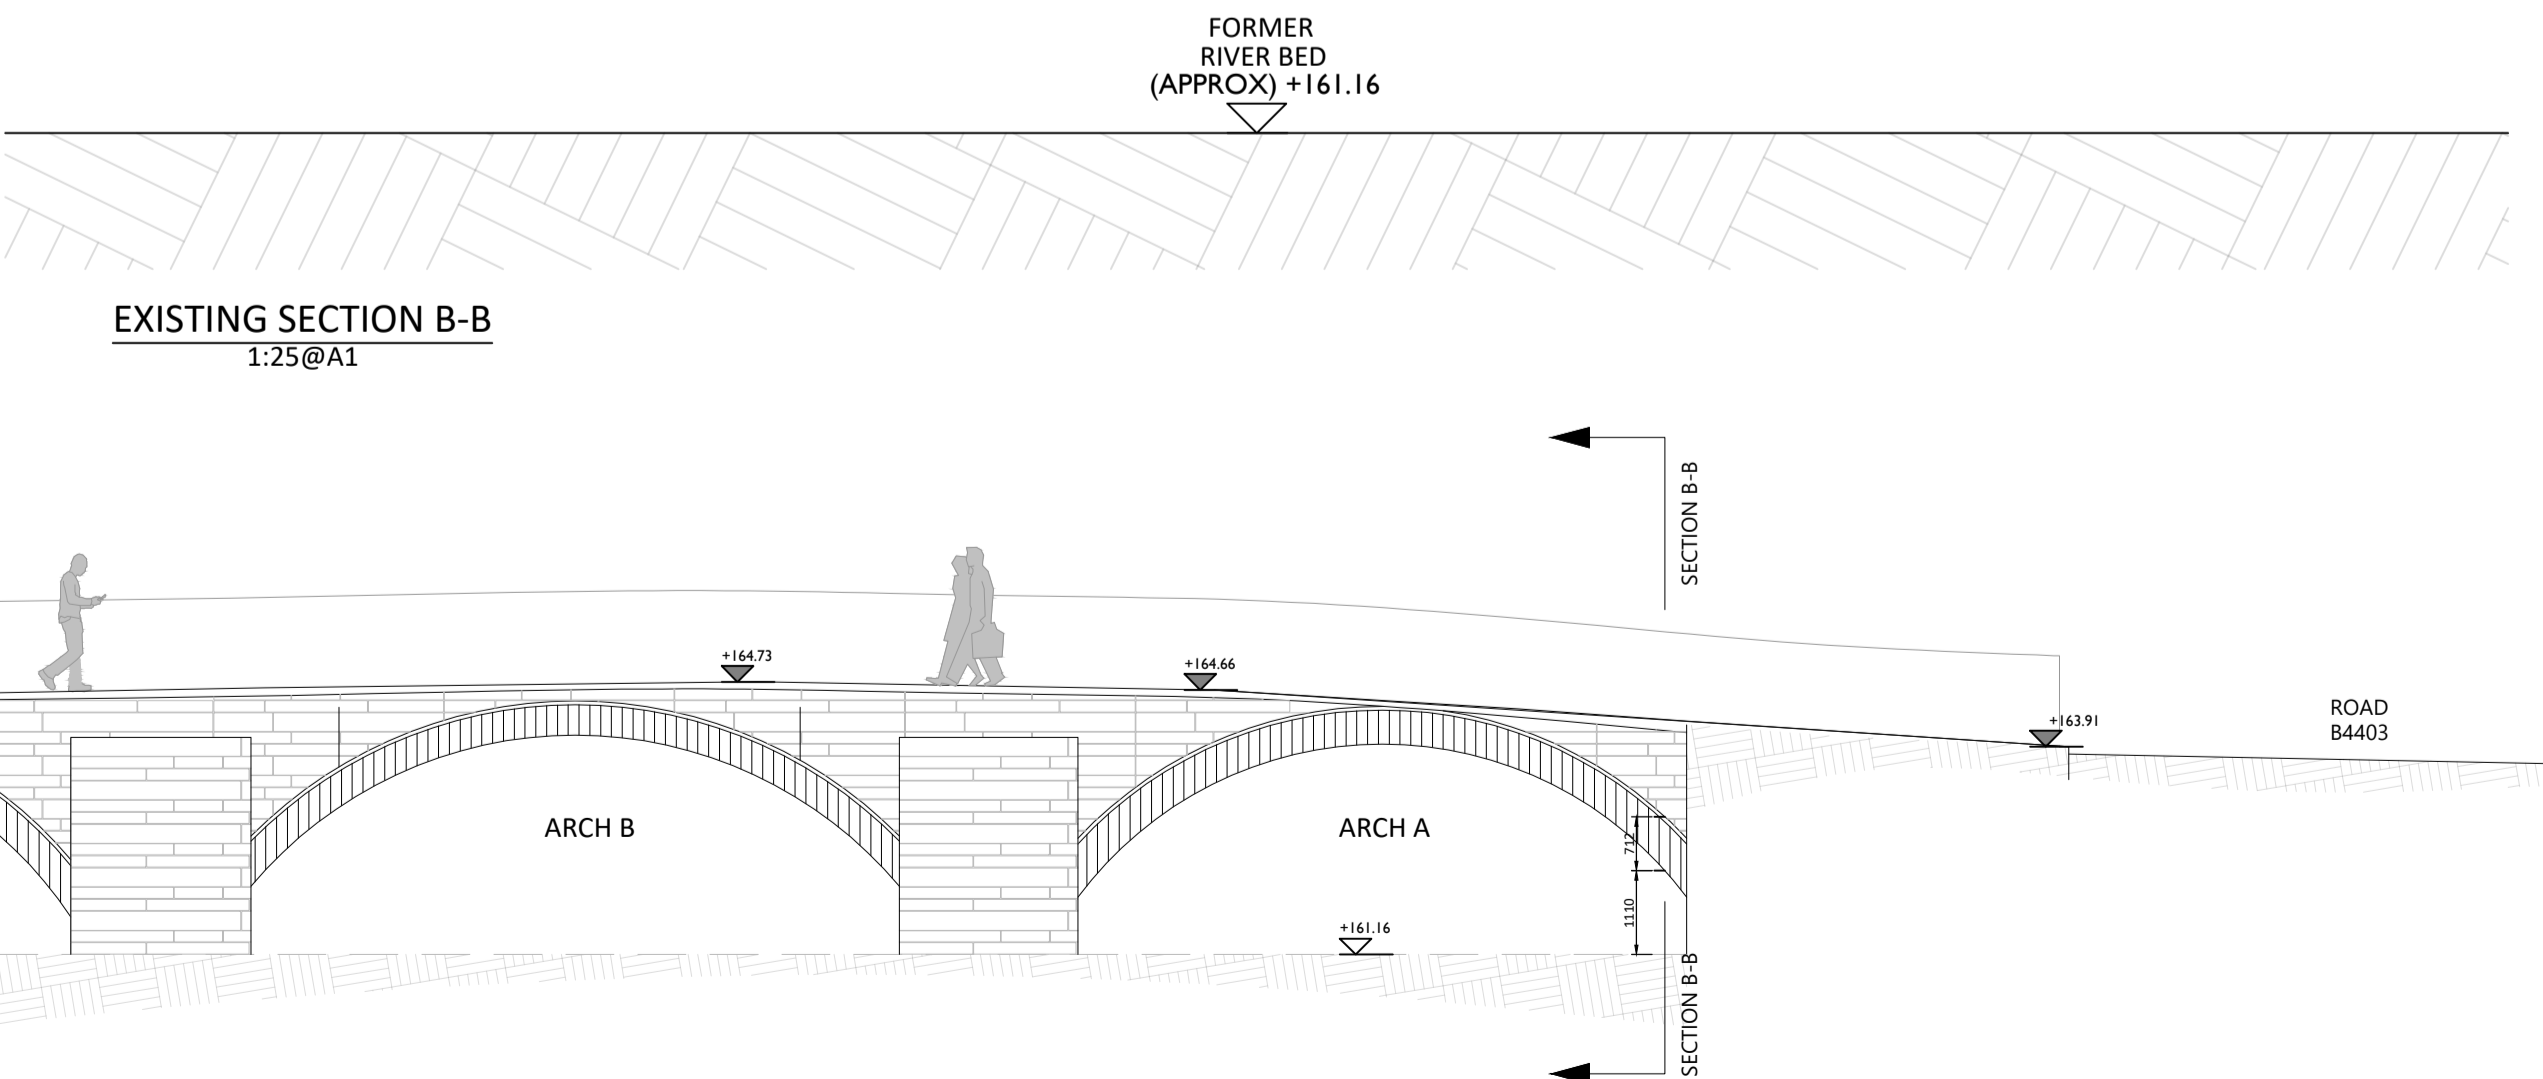 FORMER
RIVER BED
(APPROX) +161.16
EXISTING SECTION B-B
1:25@A1
SECTION B-B
+164.73
+164.66
+163.91
ROAD
B4403
ARCH B
ARCH A
712
1110
+161.16
SECTION B-B